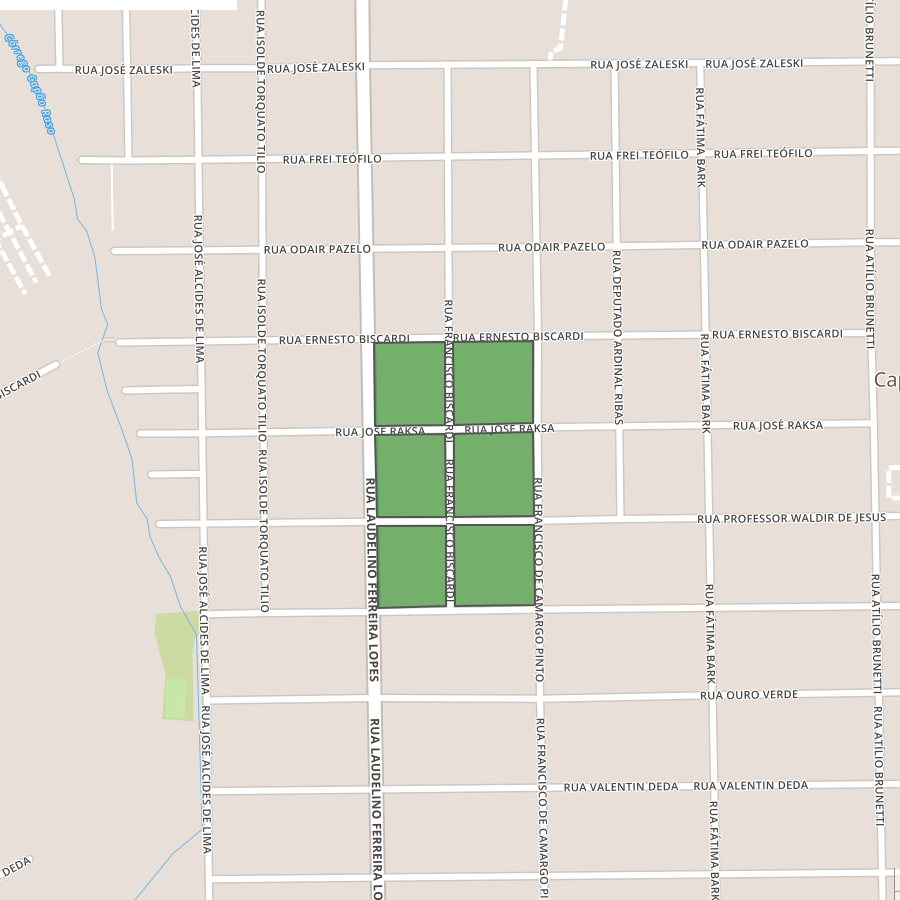 CIDES DE LIMA
RUA ISOLDE TORQUATO TILIO
ÍLIO BRUNETTI
Córrego Capão Raso
RUA JOSÉ ZALESKI
RUA JOSÉ ZALESKI
RUA JOSÉ ZALESKI
RUA JOSÉ ZALESKI
RUA FÁTIMA BARK
RUA FREI TEÓFILO
RUA FREI TEÓFILO
RUA FREI TEÓFILO
RUA JOSÉ ALCIDES DE LIMA
RUA ODAIR PAZELO
RUA ODAIR PAZELO
RUA ODAIR PAZELO
RUA ATÍLIO BRUNETTI
RUA DEPUTADO ARDINAL RIBAS
RUA ISOLDE TORQUATO TILIO
RUA FRANCISCO BISCARDI
RUA ERNESTO BISCARDI
RUA ERNESTO BISCARDI
RUA ERNESTO BISCARDI
RUA FÁTIMA BARK
BISCARDI
Cap
RUA JOSÉ RAKSA
RUA JOSÉ RAKSA
RUA JOSÉ RAKSA
RUA ISOLDE TORQUATO TILIO
RUA FRANCISCO BISCARDI
RUA LAUDELINO FERREIRA LOPES
RUA FRANCISCO DE CAMARGO PINTO
RUA PROFESSOR WALDIR DE JESUS
RUA JOSÉ ALCIDES DE LIMA
RUA FÁTIMA BARK
RUA ATÍLIO BRUNETTI
RUA OURO VERDE
RUA JOSÉ ALCIDES DE LIMA
RUA ATÍLIO BRUNETTI
RUA LAUDELINO FERREIRA LO
RUA FRANCISCO DE CAMARGO PI
RUA VALENTIN DEDA
RUA VALENTIN DEDA
RUA FÁTIMA BARK
DEDA